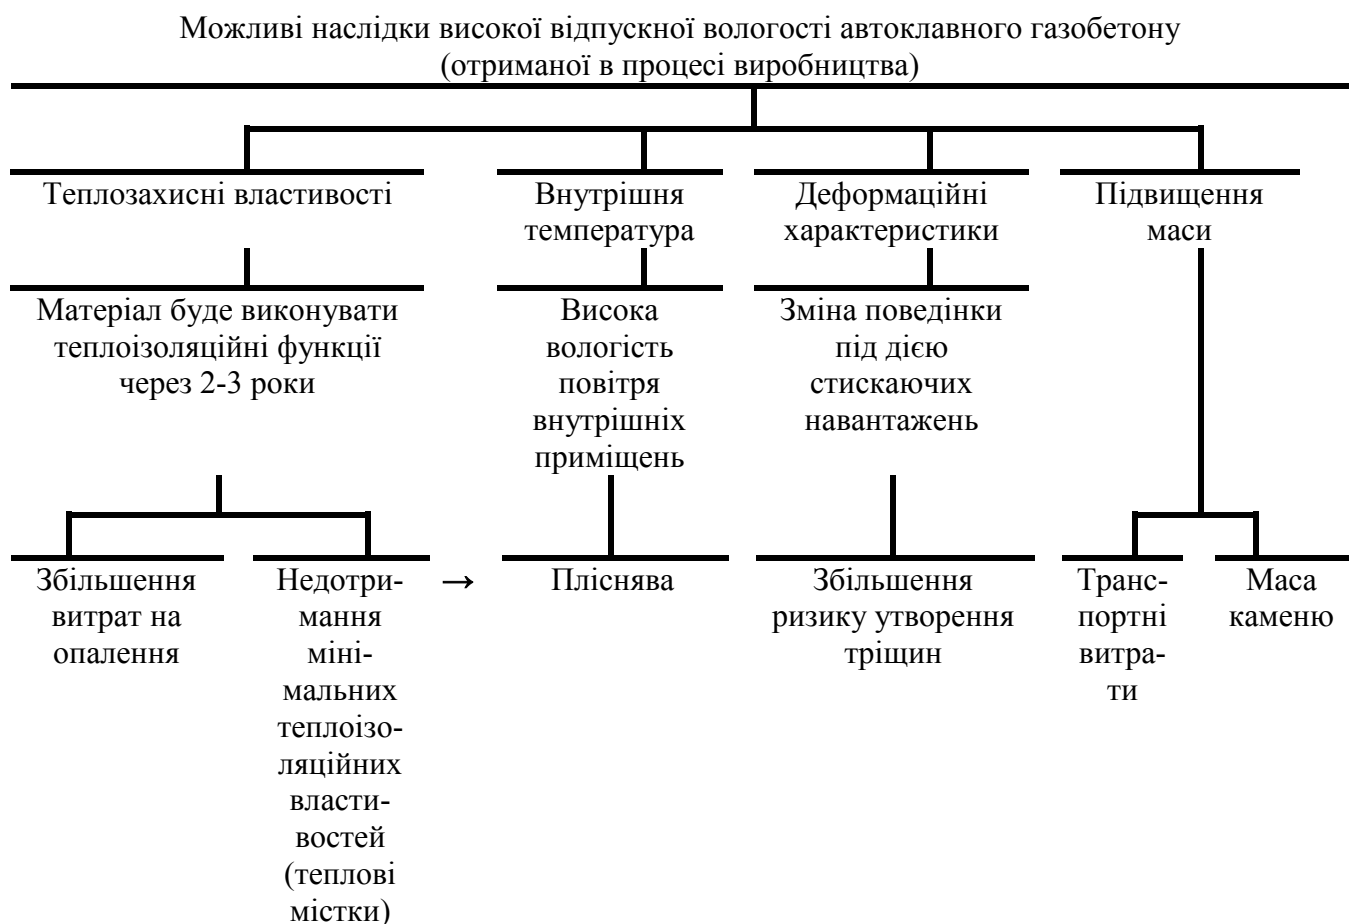 Можливі наслідки високої відпускної вологості автоклавного газобетону
(отриманої в процесі виробництва)
Теплозахисні властивості
Внутрішня
температура
Деформаційні
характеристики
Підвищення
маси
Матеріал буде виконувати
теплоізоляційні функції
через 2-3 роки
Висока
вологість
повітря
внутрішніх
приміщень
Зміна поведінки
під дією
стискаючих
навантажень
Збільшення
витрат на
опалення
Недотри-
мання
міні-
мальних
теплоізо-
ляційних
власти-
востей
(теплові
містки)
→
Пліснява
Збільшення
ризику утворення
тріщин
Транс-
портні
витра-
ти
Маса
каменю